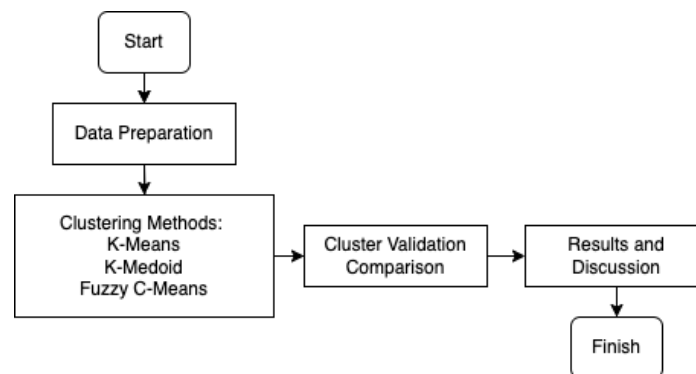 Start
Data Preparation
Clustering Methods:
K-Means
K-Medoid
Fuzzy C-Means
Cluster Validation
Comparison
Results and
Discussion
Finish